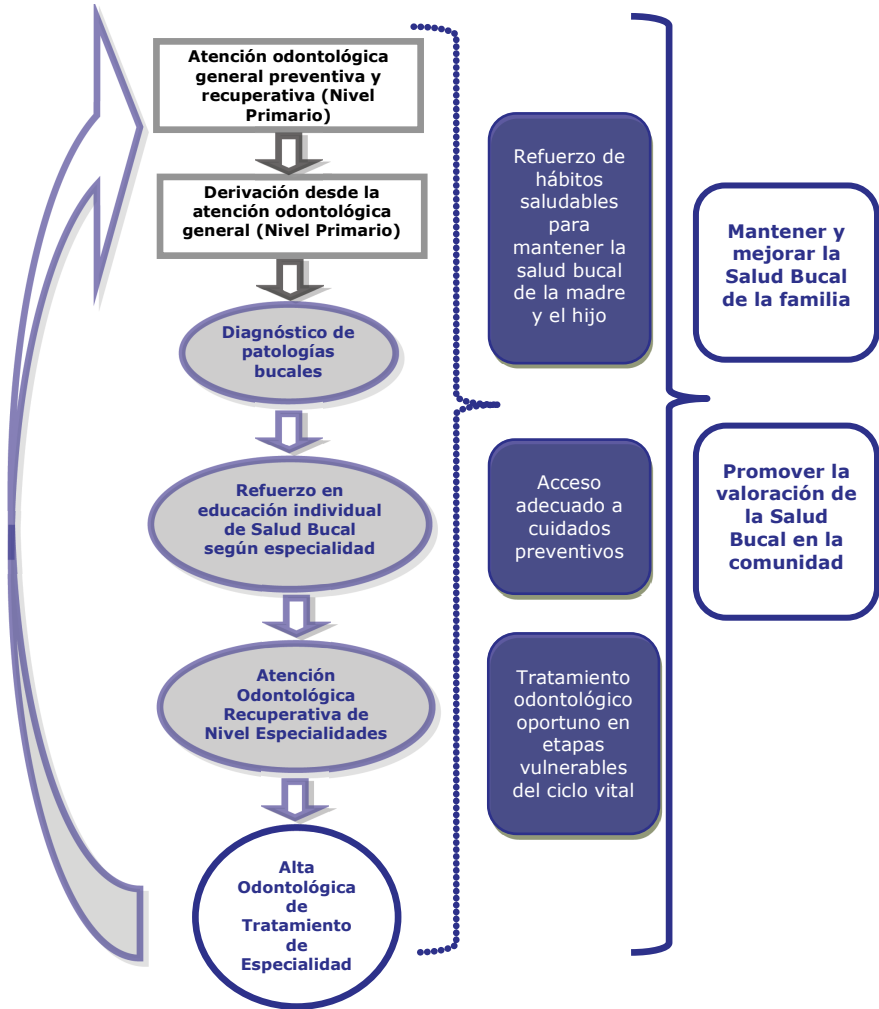 Atención odontológica
general preventiva y
recuperativa (Nivel
Primario)
Derivación desde la
atención odontológica
general (Nivel Primario)
Diagnóstico de
patologías
bucales
Refuerzo en
educación individual
de Salud Bucal
según especialidad
Atención
Odontológica
Recuperativa de
Nivel Especialidades
Alta
Odontológica
de
Tratamiento
de
Especialidad
Refuerzo de
hábitos
saludables
para
mantener la
salud bucal
de la madre
y el hijo
Acceso
adecuado a
cuidados
preventivos
Tratamiento
odontológico
oportuno en
etapas
vulnerables
del ciclo vital
Mantener y
mejorar la
Salud Bucal
de la familia
Promover la
valoración de
la Salud
Bucal en la
comunidad